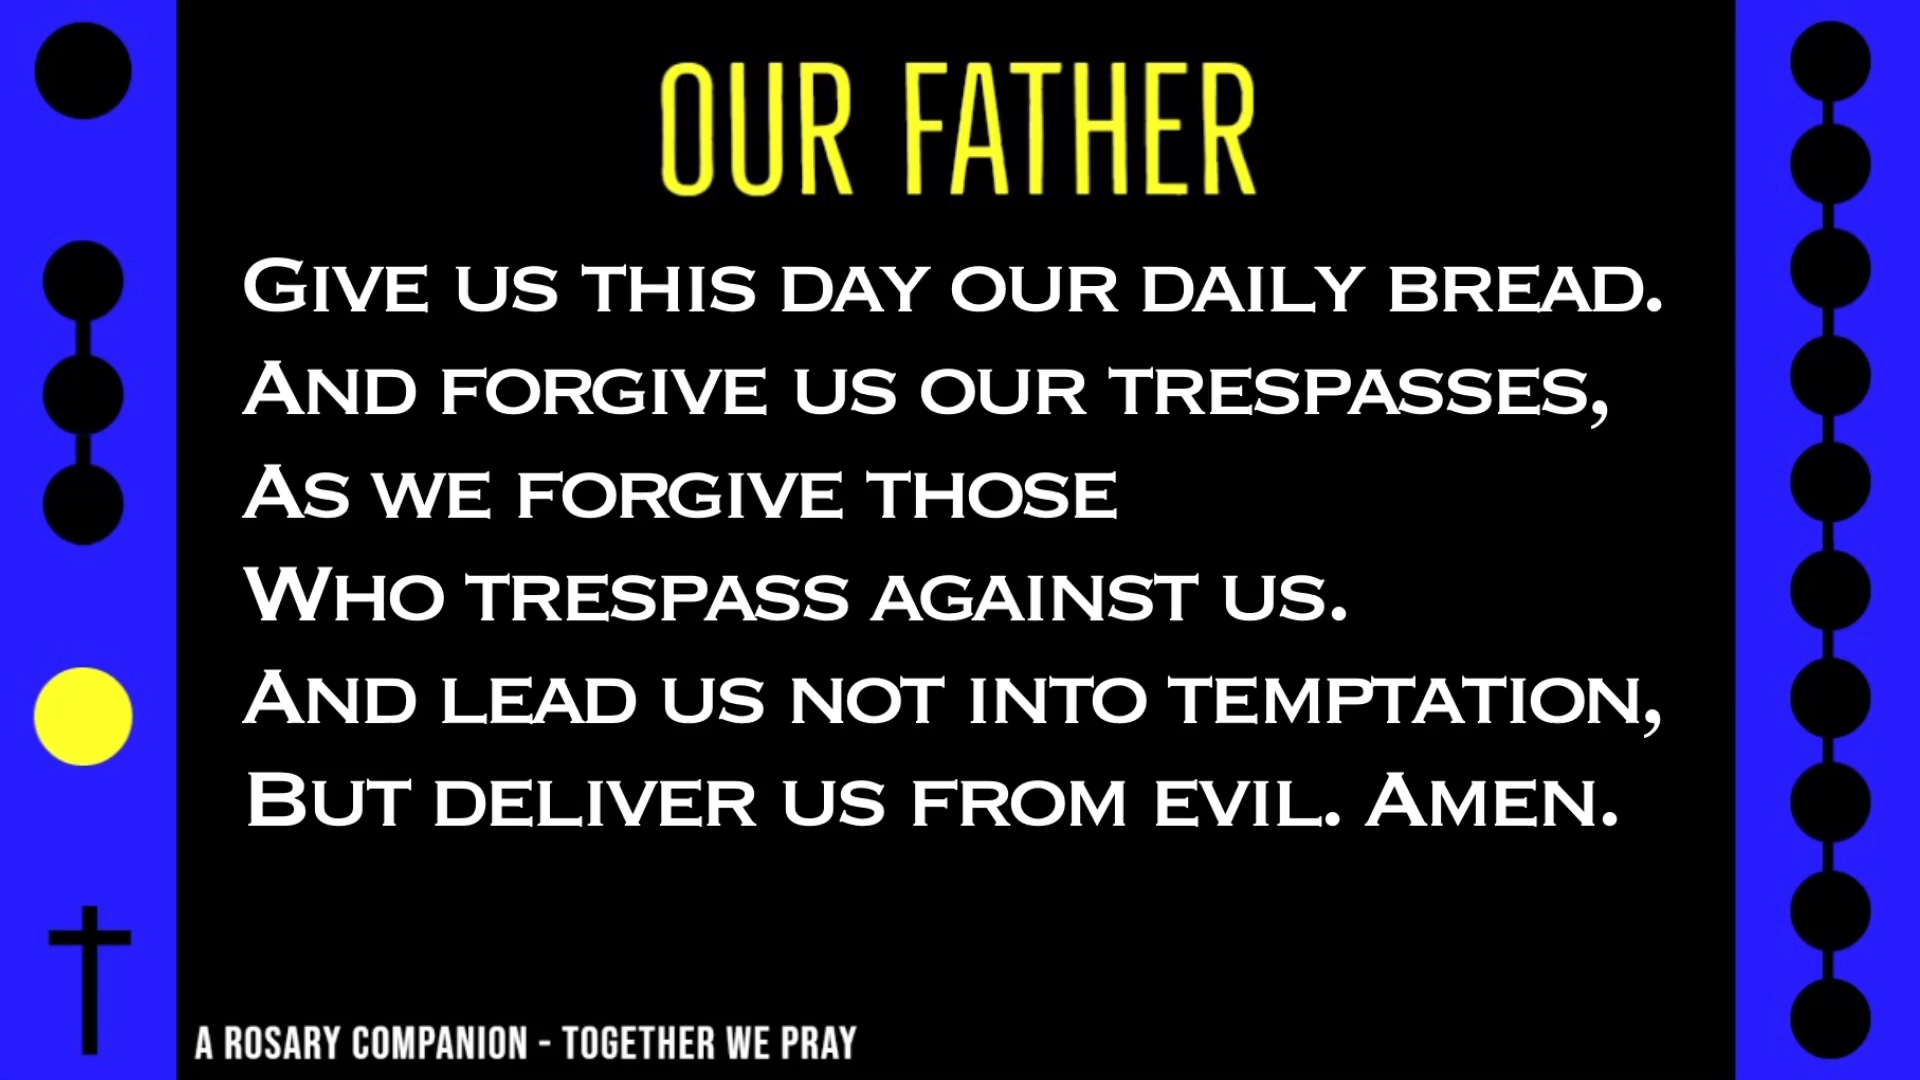 OUR FATHER
Give us this day our daily bread.
And forgive us our trespasses,
As we forgive those
Who trespass against us.
And lead us not into temptation,
But deliver us from evil. Amen.
A ROSARY COMPANION - TOGETHER WE PRAY